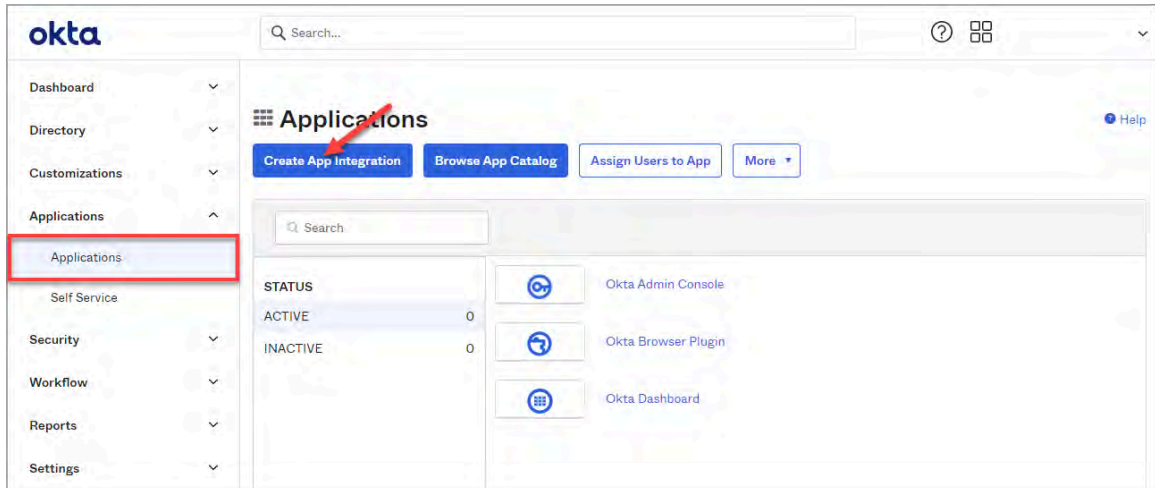 okta
Search...
Dashboard
Directory
Customizations
Applications
Applications
Self Service
Security
Workflow
Reports
Settings
Applications
Help
Create App Integration
Browse App Catalog
Assign Users to App
More
Search
STATUS
ACTIVE 0
INACTIVE 0
Okta Admin Console
Okta Browser Plugin
Okta Dashboard